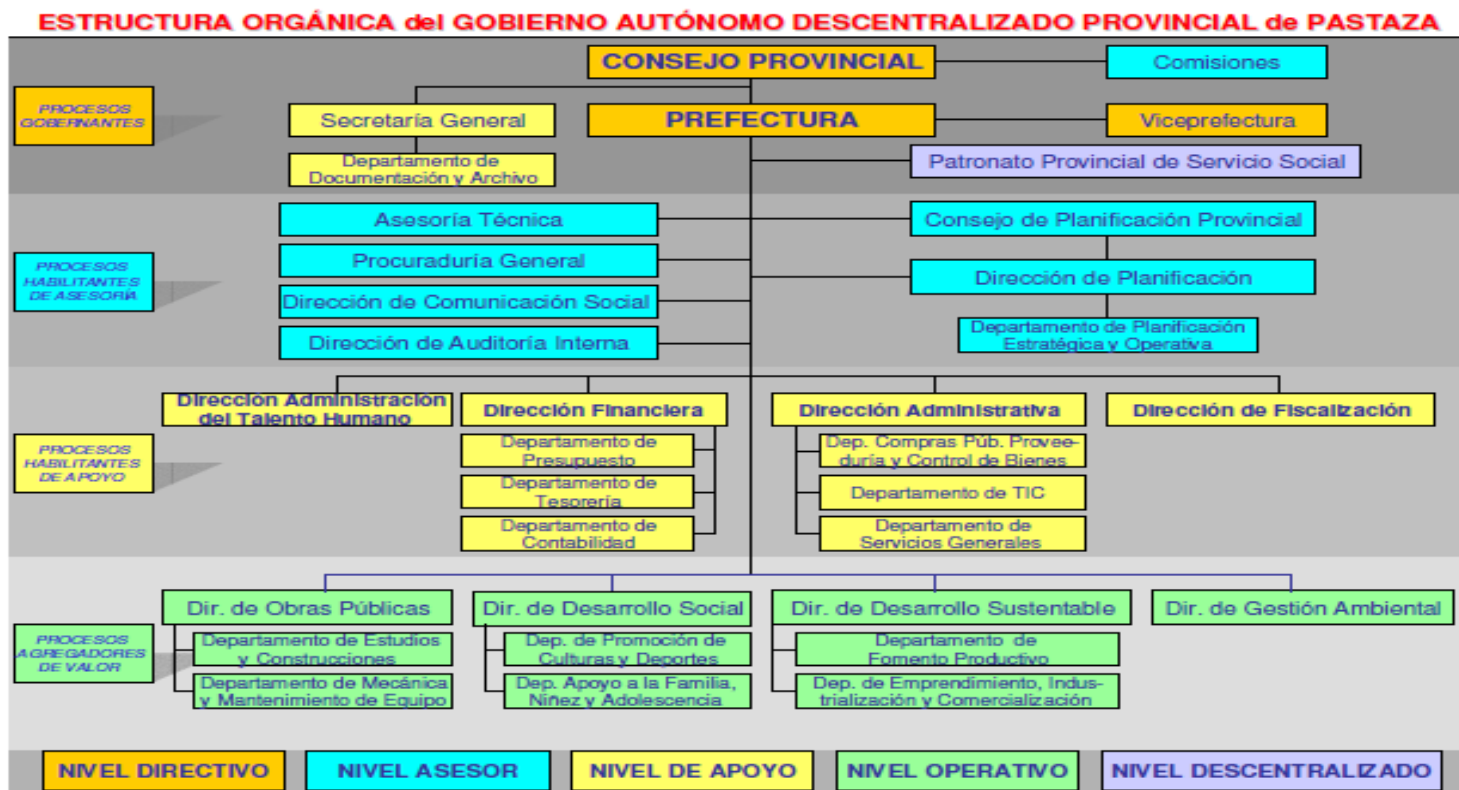 ESTRUCTURA ORGÁNICA del GOBIERNO AUTÓNOMO DESCENTRALIZADO PROVINCIAL de PASTAZA
CONSEJO PROVINCIAL
Comisiones
PROCESOS
GOBERNANTES
Secretaría General
PREFECTURA
Viceprefectura
Departamento de
Documentación y Archivo
Patronato Provincial de Servicio Social
PROCESOS
HABILITANTES
DE ASESORÍA
Asesoría Técnica
Consejo de Planificación Provincial
Procuraduría General
Dirección de Planificación
Dirección de Comunicación Social
Dirección de Auditoría Interna
Departamento de Planificación
Estratégica y Operativa
PROCESOS
HABILITANTES
DE APOYO
Dirección Administración
del Talento Humano
Dirección Financiera
Dirección Administrativa
Dirección de Fiscalización
Departamento de
Presupuesto
Dep. Compras Púb. Provee-
duría y Control de Bienes
Departamento de
Tesorería
Departamento de TIC
Departamento de
Contabilidad
Departamento de
Servicios Generales
PROCESOS
AGREGADORES
DE VALOR
Dir. de Obras Públicas
Dir. de Desarrollo Social
Dir. de Desarrollo Sustentable
Dir. de Gestión Ambiental
Departamento de Estudios
y Construcciones
Dep. de Promoción de
Culturas y Deportes
Departamento de
Fomento Productivo
Departamento de Mecánica
y Mantenimiento de Equipo
Dep. Apoyo a la Familia,
Niñez y Adolescencia
Dep. de Emprendimiento, Indus-
trialización y Comercialización
NIVEL DIRECTIVO
NIVEL ASESOR
NIVEL DE APOYO
NIVEL OPERATIVO
NIVEL DESCENTRALIZADO